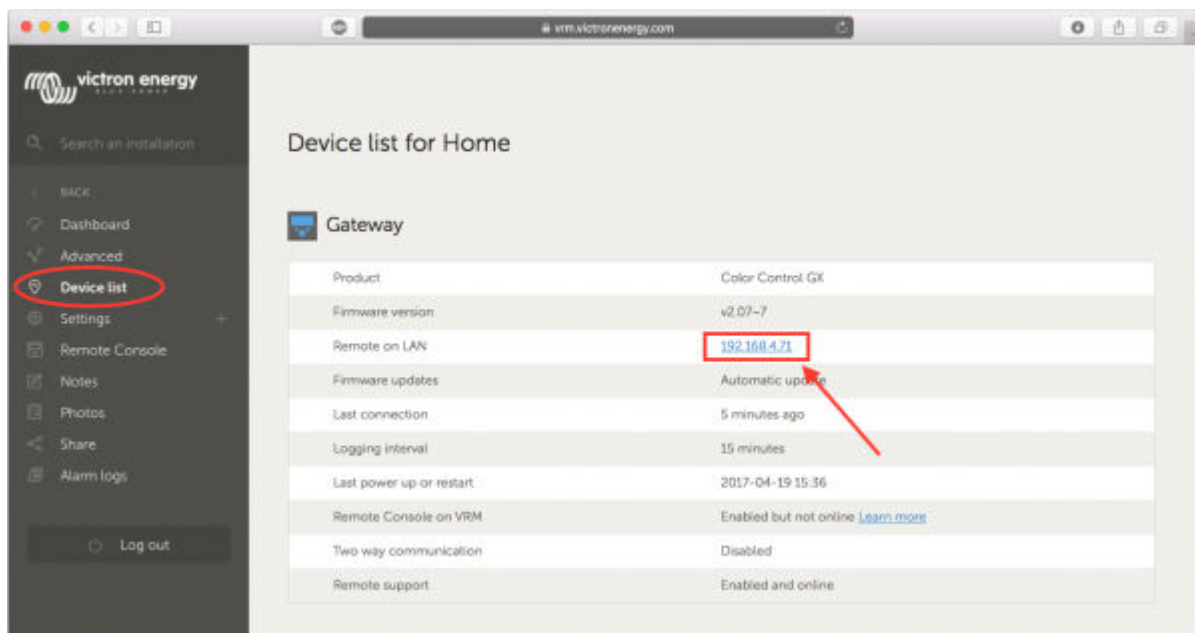 vrm.victronenergy.com
victron energy
BLUE POWER
Search an installation
BACK
Dashboard
Advanced
Device list
Settings
Remote Console
Notes
Photos
Share
Alarm logs
Log out
Device list for Home
Gateway
Product Color Control GX
Firmware version v2.07~7
Remote on LAN 192.168.4.71
Firmware updates Automatic update
Last connection 5 minutes ago
Logging interval 15 minutes
Last power up or restart 2017-04-19 15:36
Remote Console on VRM Enabled but not online Learn more
Two way communication Disabled
Remote support Enabled and online